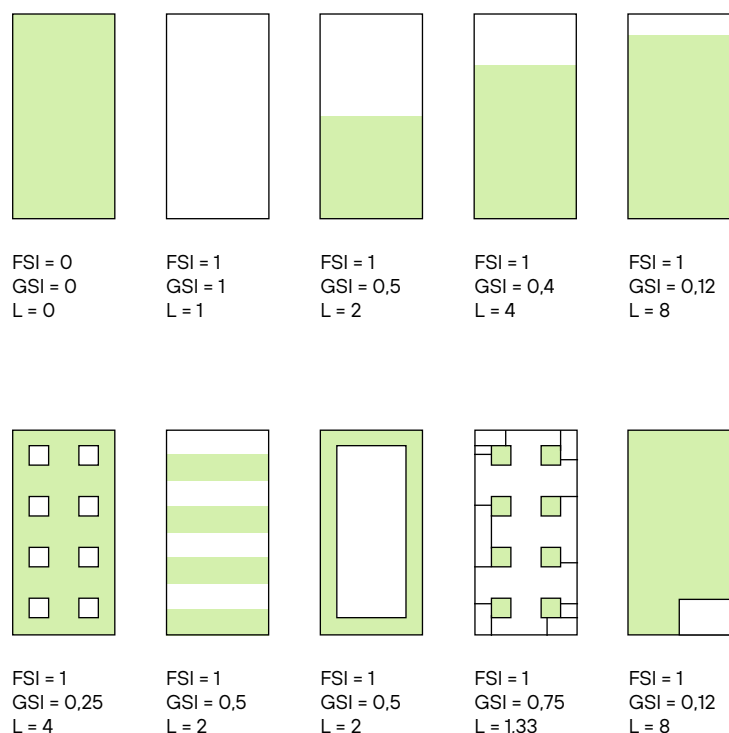 FSI = 0
GSI = 0
L = 0
FSI = 1
GSI = 1
L = 1
FSI = 1
GSI = 0,5
L = 2
FSI = 1
GSI = 0,4
L = 4
FSI = 1
GSI = 0,12
L = 8
FSI = 1
GSI = 0,25
L = 4
FSI = 1
GSI = 0,5
L = 2
FSI = 1
GSI = 0,5
L = 2
FSI = 1
GSI = 0,75
L = 1.33
FSI = 1
GSI = 0,12
L = 8